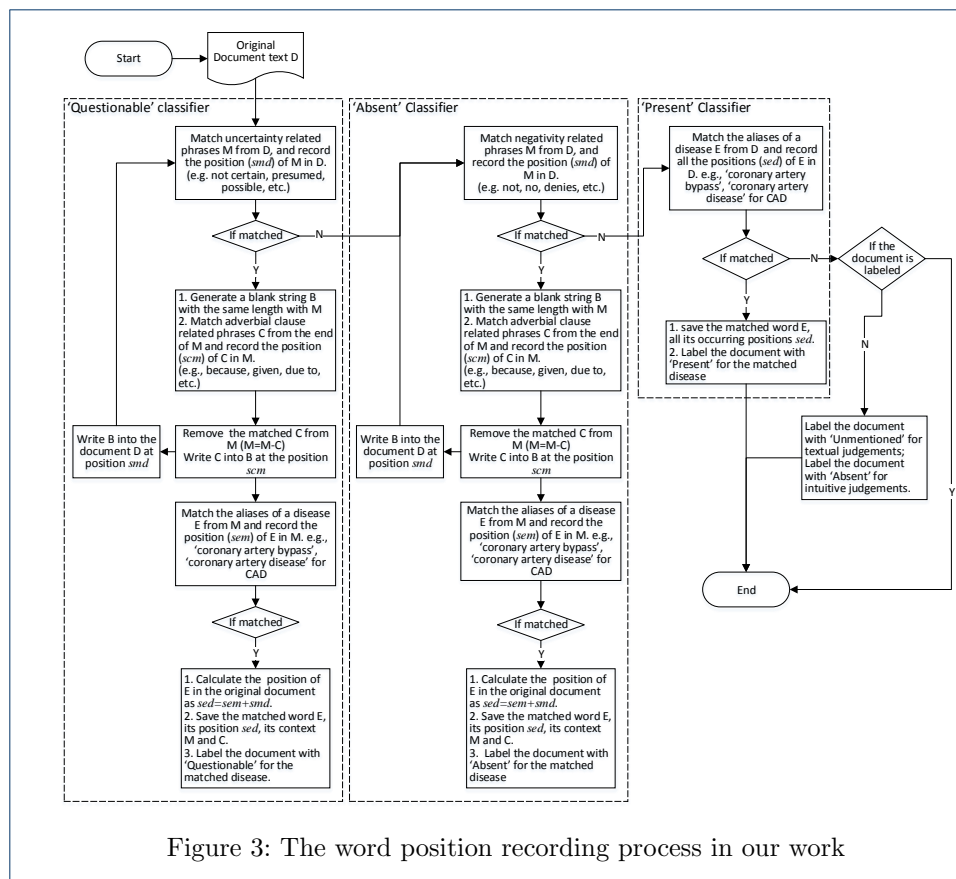 Start
Original
Document text D
'Questionable' classifier
Match uncertainty related
phrases M from D, and record
the position (smd) of M in D.
(e.g. not certain, presumed,
possible, etc.)
If matched
N
Y
1. Generate a blank string B
with the same length with M
2. Match adverbial clause
related phrases C from the end
of M and record the position
(scm) of C in M.
(e.g., because, given, due to,
etc.)
Write B into the
document D at
position smd
Remove the matched C from
M (M=M-C)
Write C into B at the position
scm
Match the aliases of a disease
E from M and record the
position (sem) of E in M. e.g.,
'coronary artery bypass',
'coronary artery disease' for
CAD
If matched
Y
1. Calculate the position of
E in the original document
as sed=sem+smd.
2. Save the matched word E,
its position sed, its context
M and C.
3. Label the document with
'Questionable' for the
matched disease.
'Absent' Classifier
Match negativity related
phrases M from D, and
record the position (smd) of
M in D.
(e.g. not, no, denies, etc.)
If matched
N
Y
1. Generate a blank string B
with the same length with M
2. Match adverbial clause
related phrases C from the end
of M and record the position
(scm) of C in M.
(e.g., because, given, due to,
etc.)
Write B into the
document D at
position smd
Remove the matched C from
M (M=M-C)
Write C into B at the position
scm
Match the aliases of a disease
E from M and record the
position (sem) of E in M. e.g.,
'coronary artery bypass',
'coronary artery disease' for
CAD
If matched
Y
1. Calculate the position of
E in the original document
as sed=sem+smd.
2. Save the matched word E,
its position sed, its context
M and C.
3. Label the document with
'Absent' for the matched
disease
'Present' Classifier
Match the aliases of a
disease E from D and record
all the positions (sed) of E in
D. e.g., 'coronary artery
bypass', 'coronary artery
disease' for CAD
If matched
N
Y
1. save the matched word E,
all its occurring positions sed.
2. Label the document with
'Present' for the matched
disease
If the
document is
labeled
N
Y
Label the document
with 'Unmentioned' for
textual judgements;
Label the document
with 'Absent' for
intuitive judgements.
End
Figure 3: The word position recording process in our work